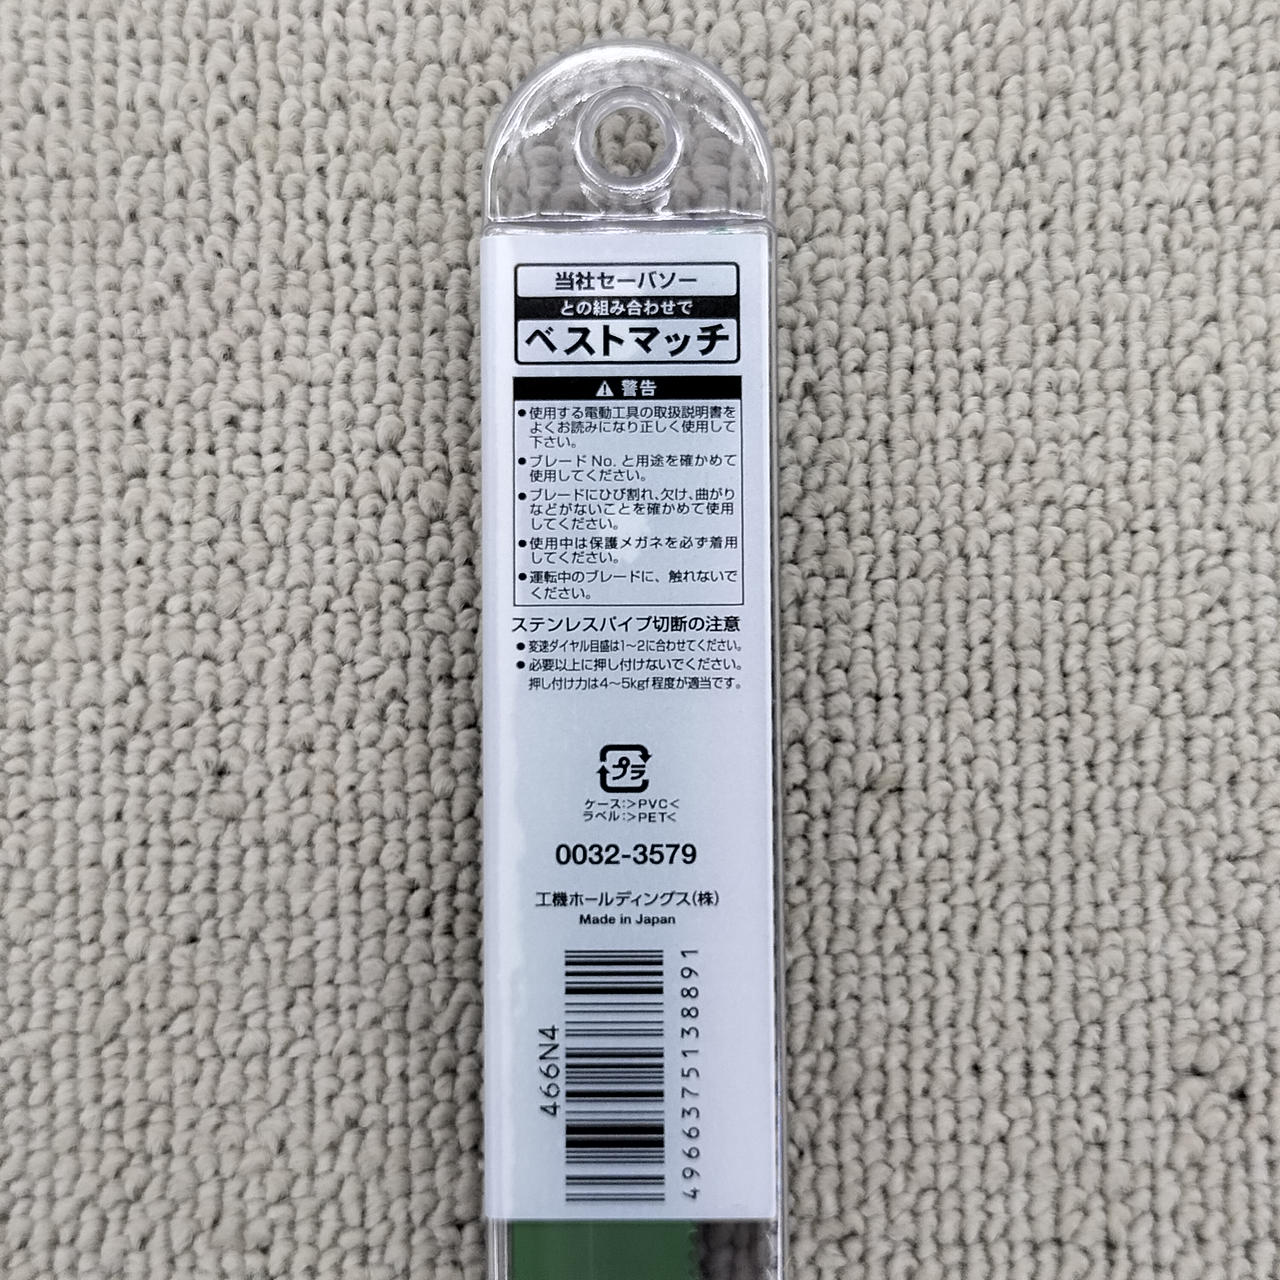 当社セーバソー
との組み合わせで
ベストマッチ
⚠ 警告
●使用する電動工具の取扱説明書を
よくお読みになり正しく使用して
下さい。
●ブレード No. と用途を確かめて
使用してください。
●ブレードにひび割れ、欠け、曲がり
などがないことを確かめて使用
してください。
●使用中は保護メガネを必ず着用
してください。
●運転中のブレードに、触れないで
ください。
ステンレスパイプ切断の注意
●変速ダイヤル目盛は1～2に合わせてください。
●必要以上に押し付けないでください。
押し付け力は4～5kgf 程度が適当です。
プラ
ケース:>PVC<
ラベル:>PET<
0032-3579
工機ホールディングス(株)
Made in Japan
466N4
4966375138891